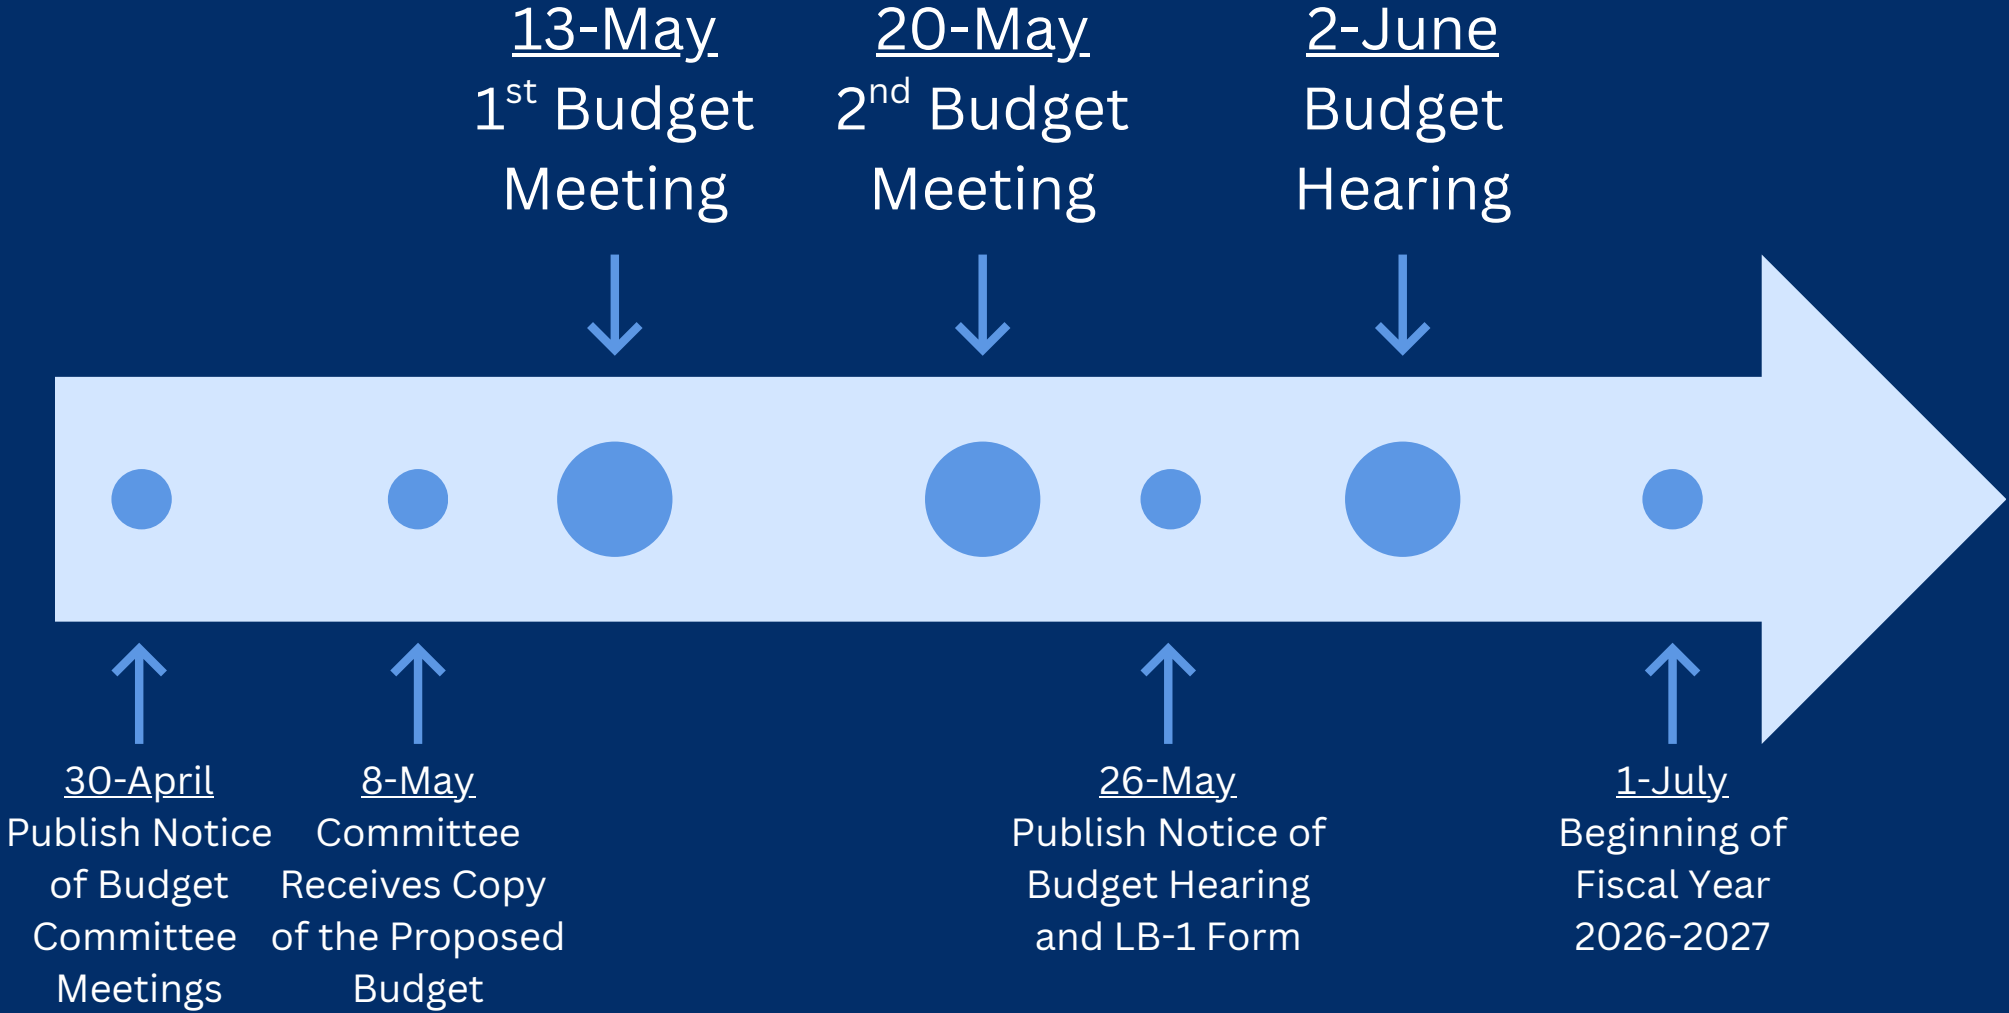 13-May
1st Budget
Meeting
20-May
2nd Budget
Meeting
2-June
Budget
Hearing
30-April
Publish Notice
of Budget
Committee
Meetings
8-May
Committee
Receives Copy
of the Proposed
Budget
26-May
Publish Notice of
Budget Hearing
and LB-1 Form
1-July
Beginning of
Fiscal Year
2026-2027